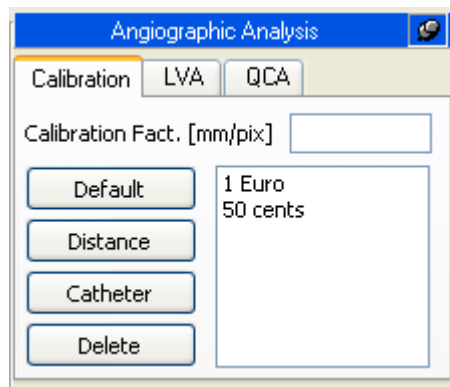 Angiographic Analysis
Calibration LVA QCA
Calibration Fact. [mm/pix]
Default
Distance
Catheter
Delete
1 Euro
50 cents